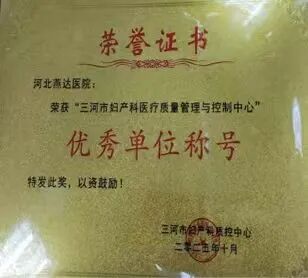 荣誉证书
河北燕达医院:
荣获“三河市妇产科医疗质量管理与控制中心”
优秀单位称号
特发此奖,以资鼓励!
三河市妇产科质控中心
二零二五年十月